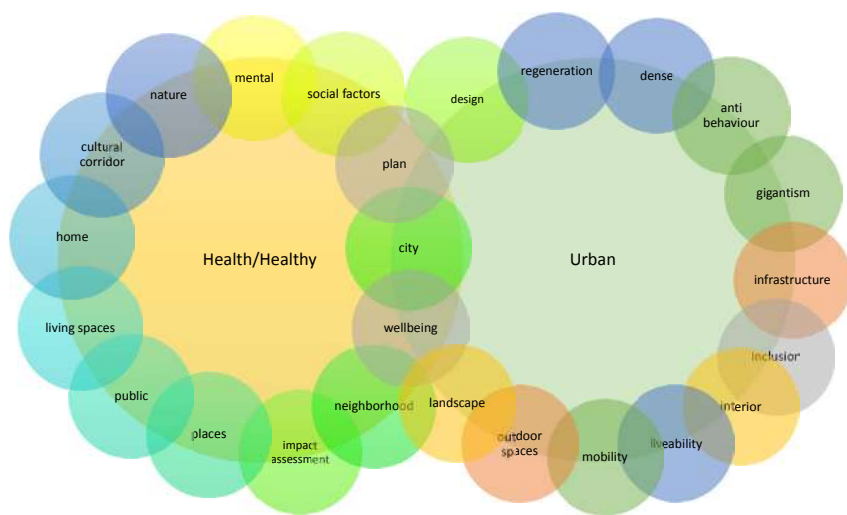 regeneration
dense
mental
social factors
design
nature
anti
behaviour
cultural
corridor
plan
gigantism
home
city
Health/Healthy
Urban
infrastructure
living spaces
wellbeing
inclusion
public
neighborhood
landscape
interior
places
impact
assessment
outdoor
spaces
mobility
liveability